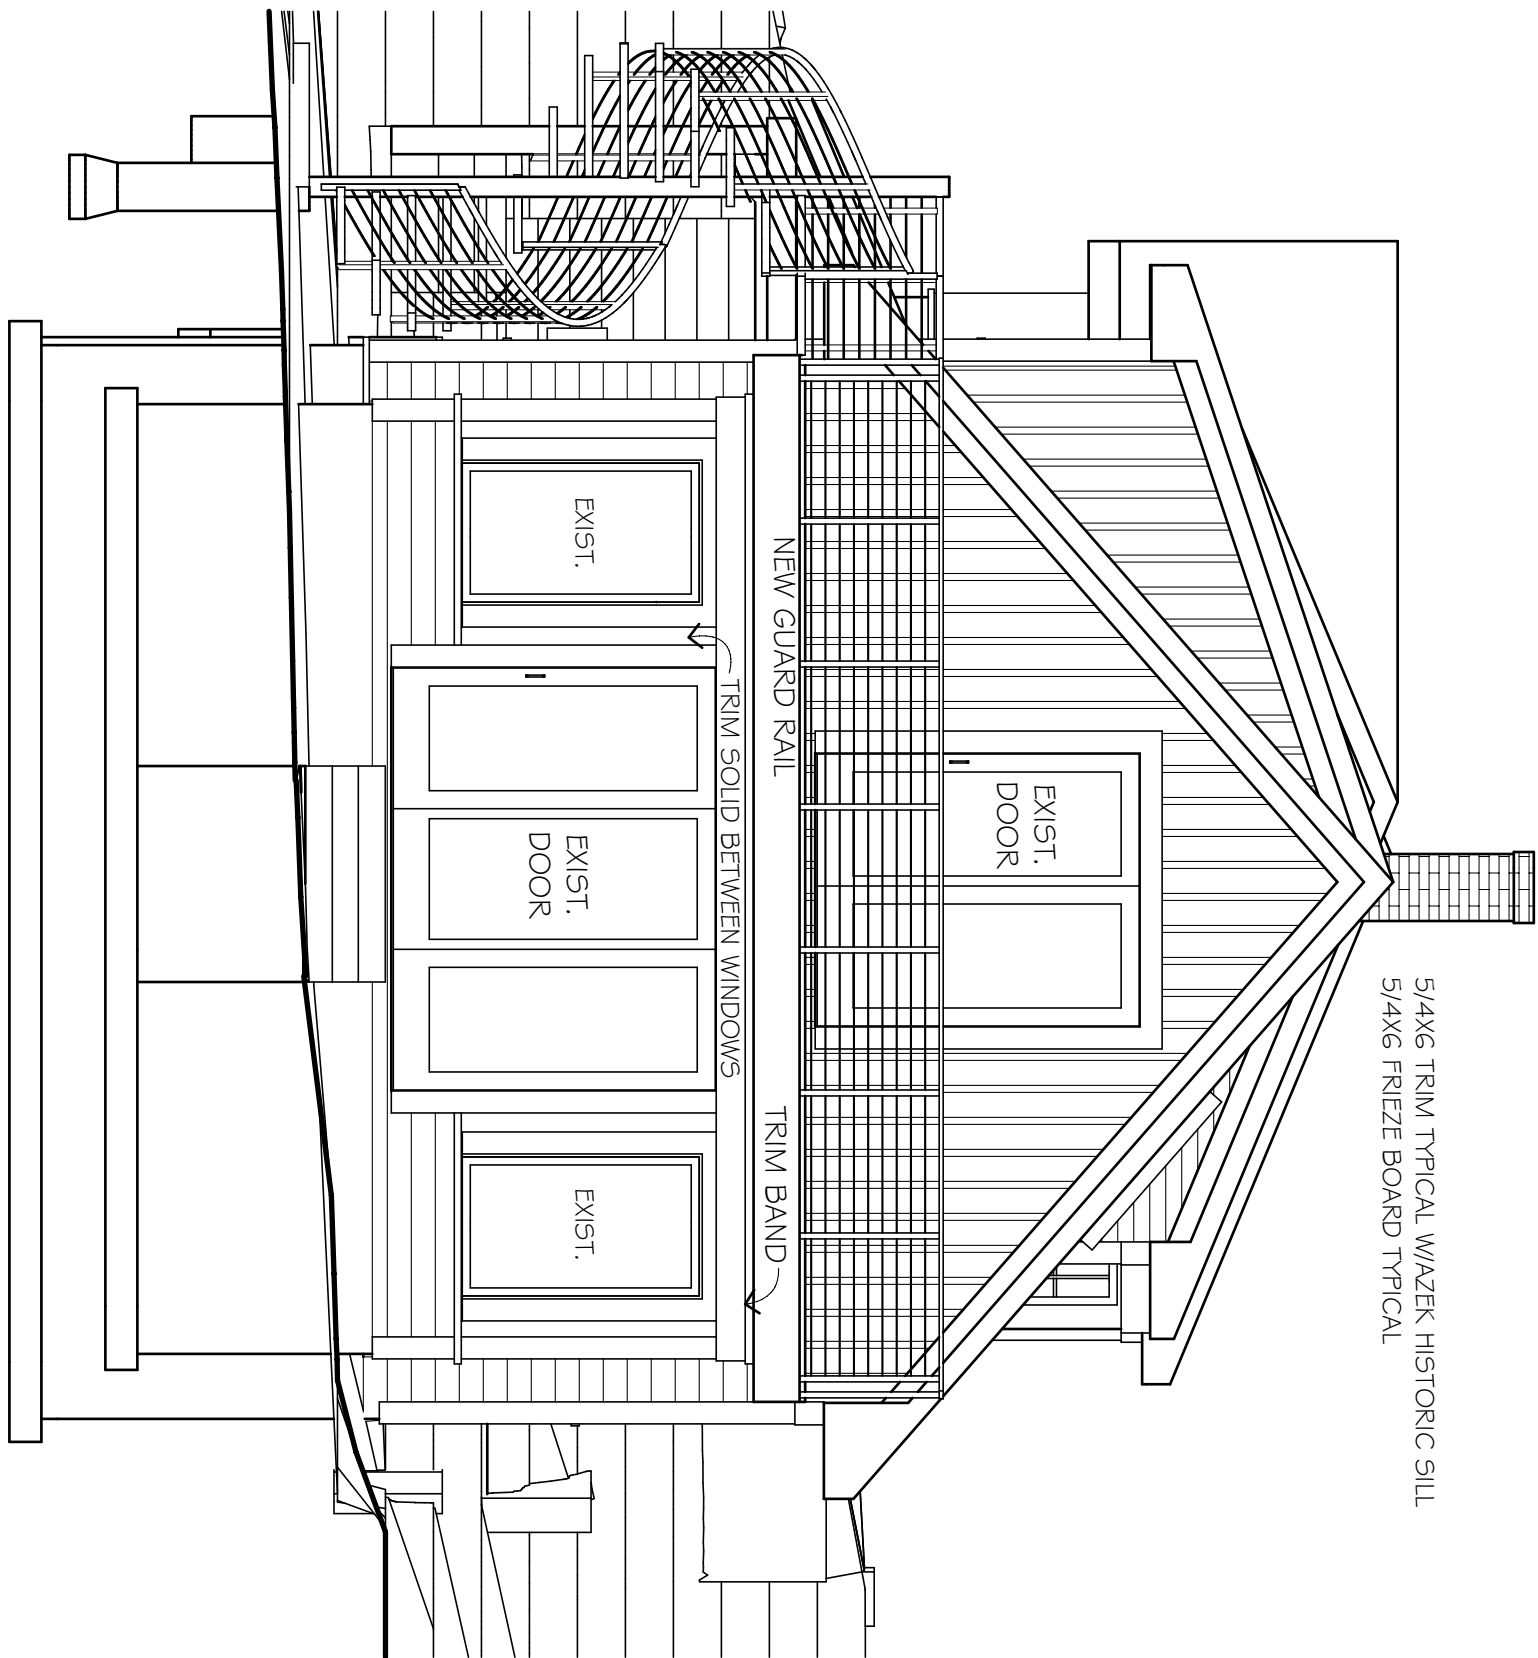 5/4X6 TRIM TYPICAL W/AZEK HISTORIC SILL
5/4X6 FRIEZE BOARD TYPICAL
EXIST.
DOOR
NEW GUARD RAIL
TRIM BAND
TRIM SOLID BETWEEN WINDOWS
EXIST.
EXIST.
DOOR
EXIST.